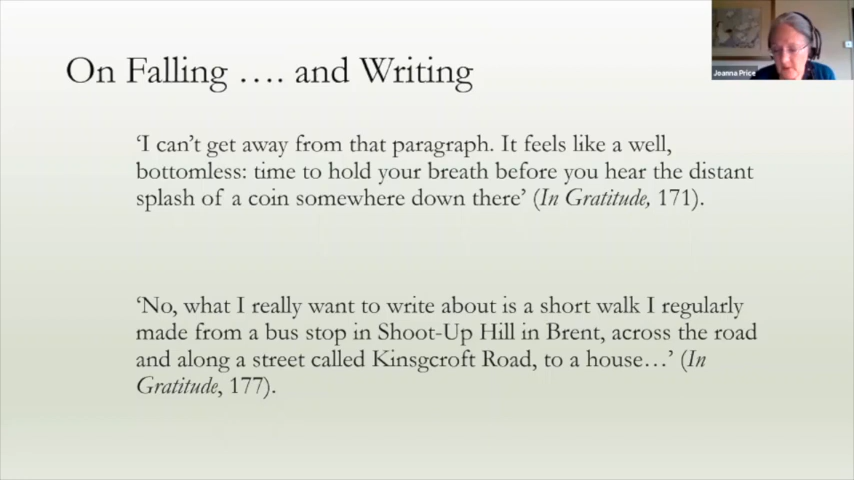 On Falling …. and Writing
Joanna Price
‘I can’t get away from that paragraph. It feels like a well,
bottomless: time to hold your breath before you hear the distant
splash of a coin somewhere down there’ (In Gratitude, 171).
‘No, what I really want to write about is a short walk I regularly
made from a bus stop in Shoot-Up Hill in Brent, across the road
and along a street called Kinsgcroft Road, to a house…’ (In
Gratitude, 177).